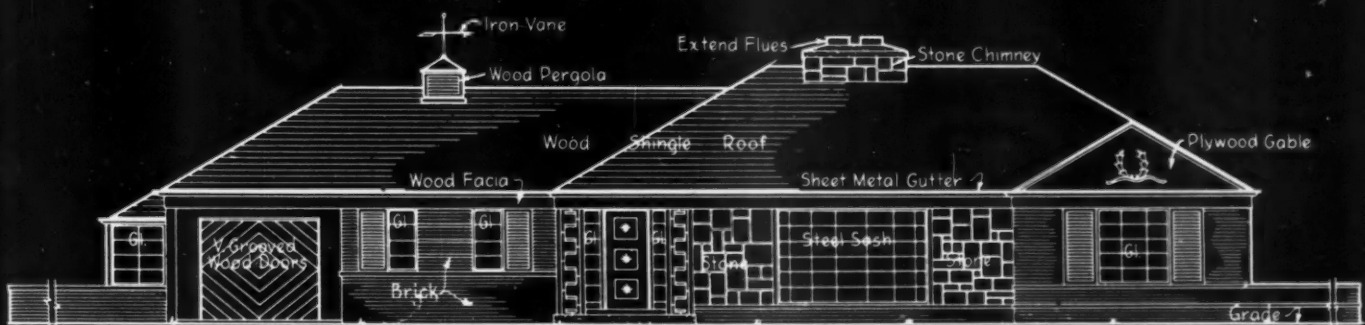 Iron Vane
Extend Flues
Stone Chimney
Wood Pergola
Wood Shingle Roof
Plywood Gable
Wood Facia
Sheet Metal Gutter
Gl.
Gl.
Gl.
V. Grooved
Wood Doors
Gl.
Gl.
Steel Sash
Stone
Stone
Gl.
Brick
Grade